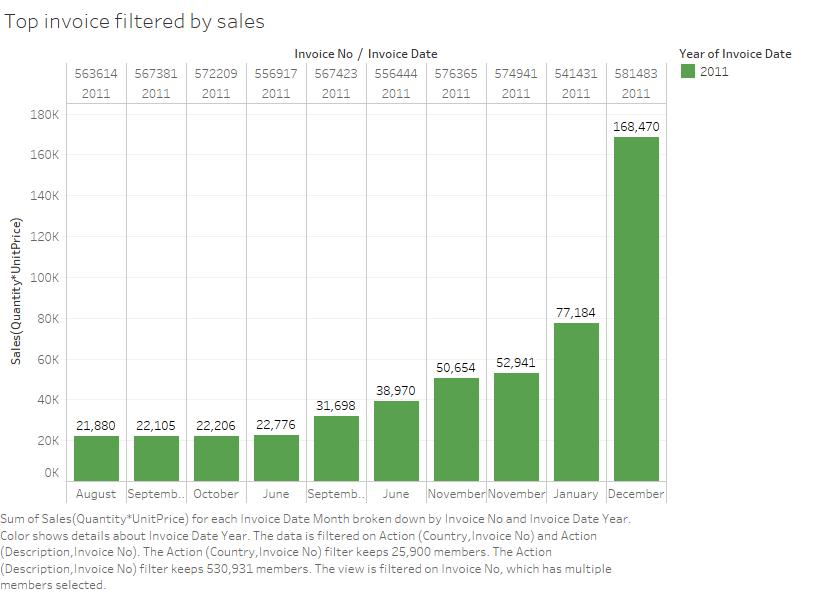 Top invoice filtered by sales
Invoice No / Invoice Date
Year of Invoice Date
563614 567381 572209 556917 567423 556444 576365 574941 541431 581483
2011 2011 2011 2011 2011 2011 2011 2011 2011 2011
2011
180K
160K
140K
120K
100K
80K
60K
40K
20K
0K
Sales(Quantity*UnitPrice)
21,880 22,105 22,206 22,776 31,698 38,970 50,654 52,941 77,184 168,470
August Septemb.. October June Septemb.. June November November January December
Sum of Sales(Quantity*UnitPrice) for each Invoice Date Month broken down by Invoice No and Invoice Date Year.
Color shows details about Invoice Date Year. The data is filtered on Action (Country,Invoice No) and Action
(Description,Invoice No). The Action (Country,Invoice No) filter keeps 25,900 members. The Action
(Description,Invoice No) filter keeps 530,931 members. The view is filtered on Invoice No, which has multiple
members selected.